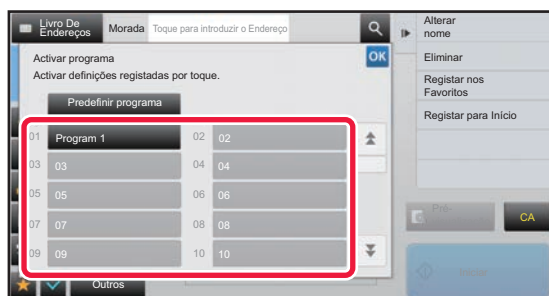 Livro De
Endereços
Morada
Toque para introduzir o Endereço
Alterar
nome
Activar programa
OK
Eliminar
Activar definições registadas por toque.
Registar nos
Favoritos
Predefinir programa
Registar para Início
01 Program 1
02 02
03 03
04 04
05 05
06 06
07 07
08 08
CA
09 09
10 10
Iniciar
Outros